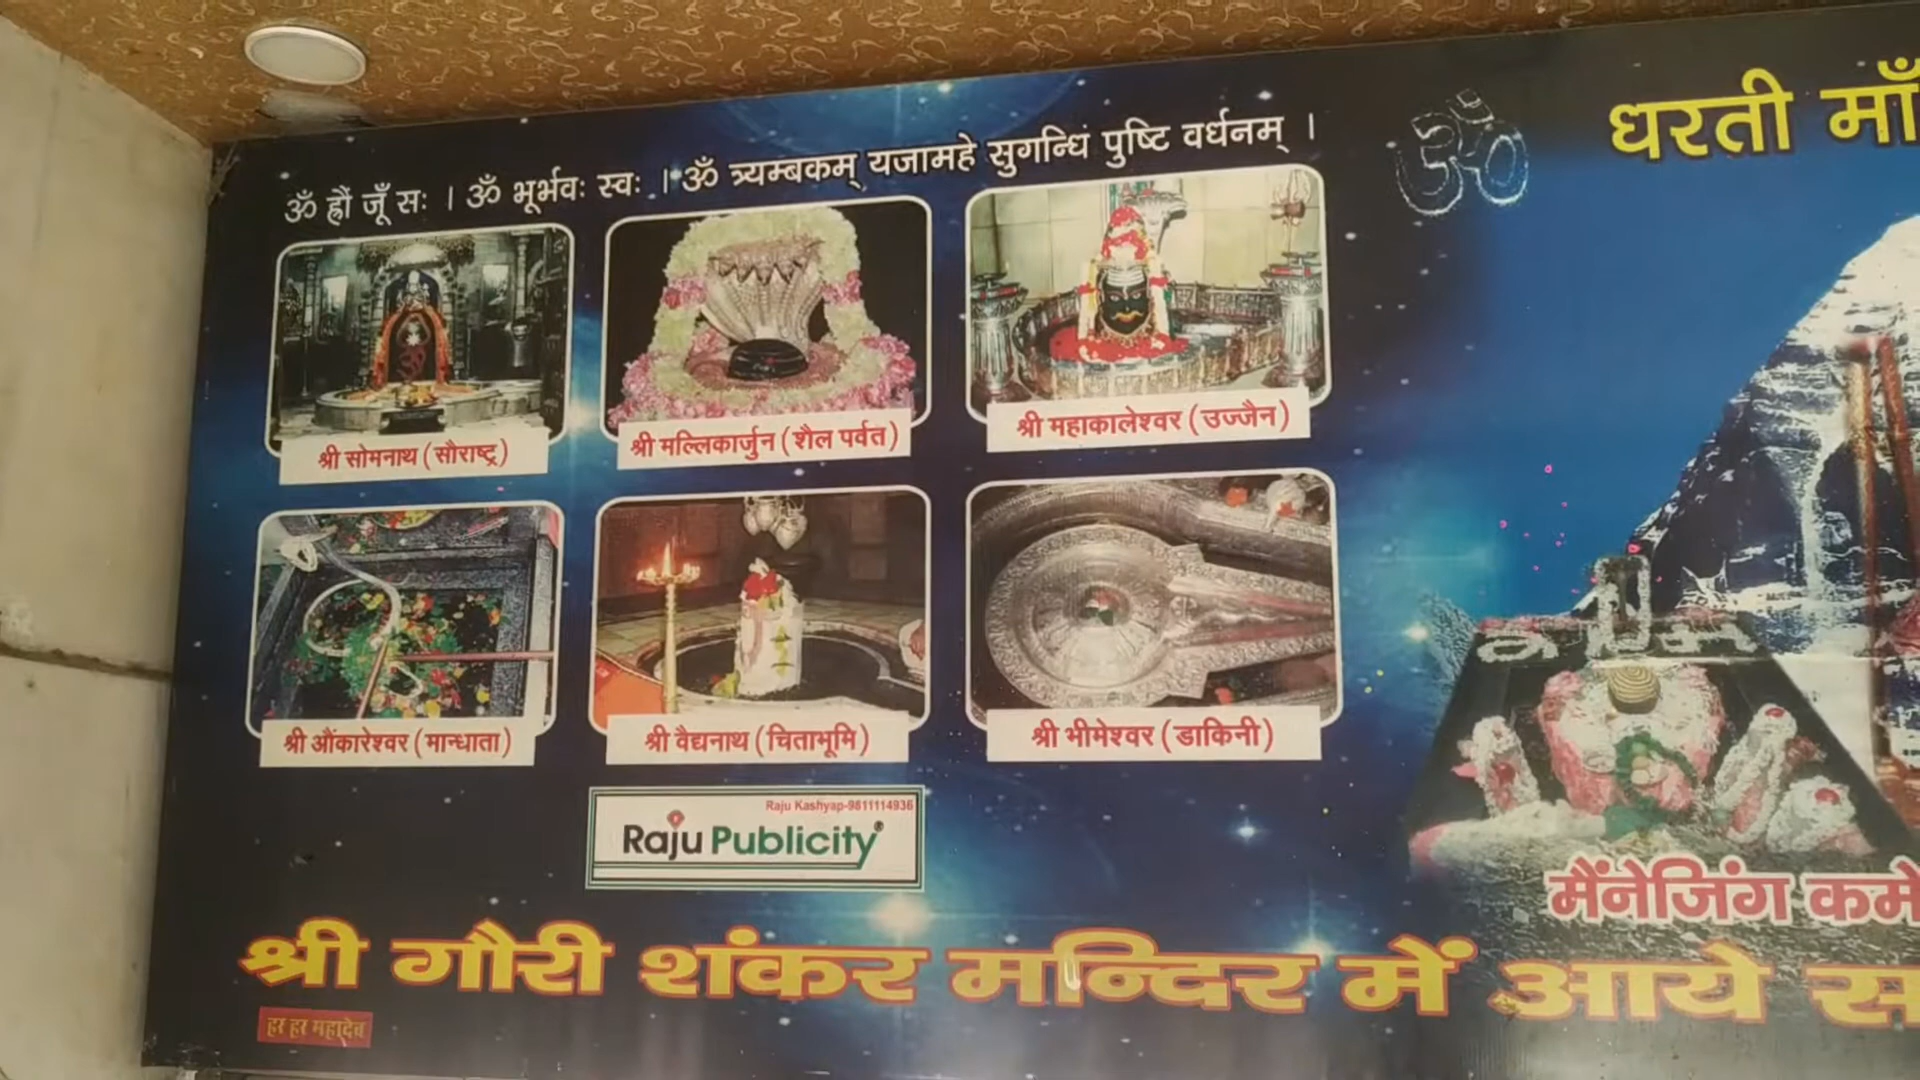 ॐ ह्रौं जूँ सः । ॐ भूर्भवः स्वः । ॐ त्र्यम्बकम् यजामहे सुगन्धिं पुष्टि वर्धनम् ।
ॐ
धरती माँ
श्री सोमनाथ (सौराष्ट्र)
श्री मल्लिकार्जुन (शैल पर्वत)
श्री महाकालेश्वर (उज्जैन)
श्री औंकारेश्वर (मान्धाता)
श्री वैद्यनाथ (चिताभूमि)
श्री भीमेश्वर (डाकिनी)
Raju Kashyap-9811114936
Raju Publicity®
मैंनेजिंग कमे
श्री गौरी शंकर मन्दिर में आये स
हर हर महादेव